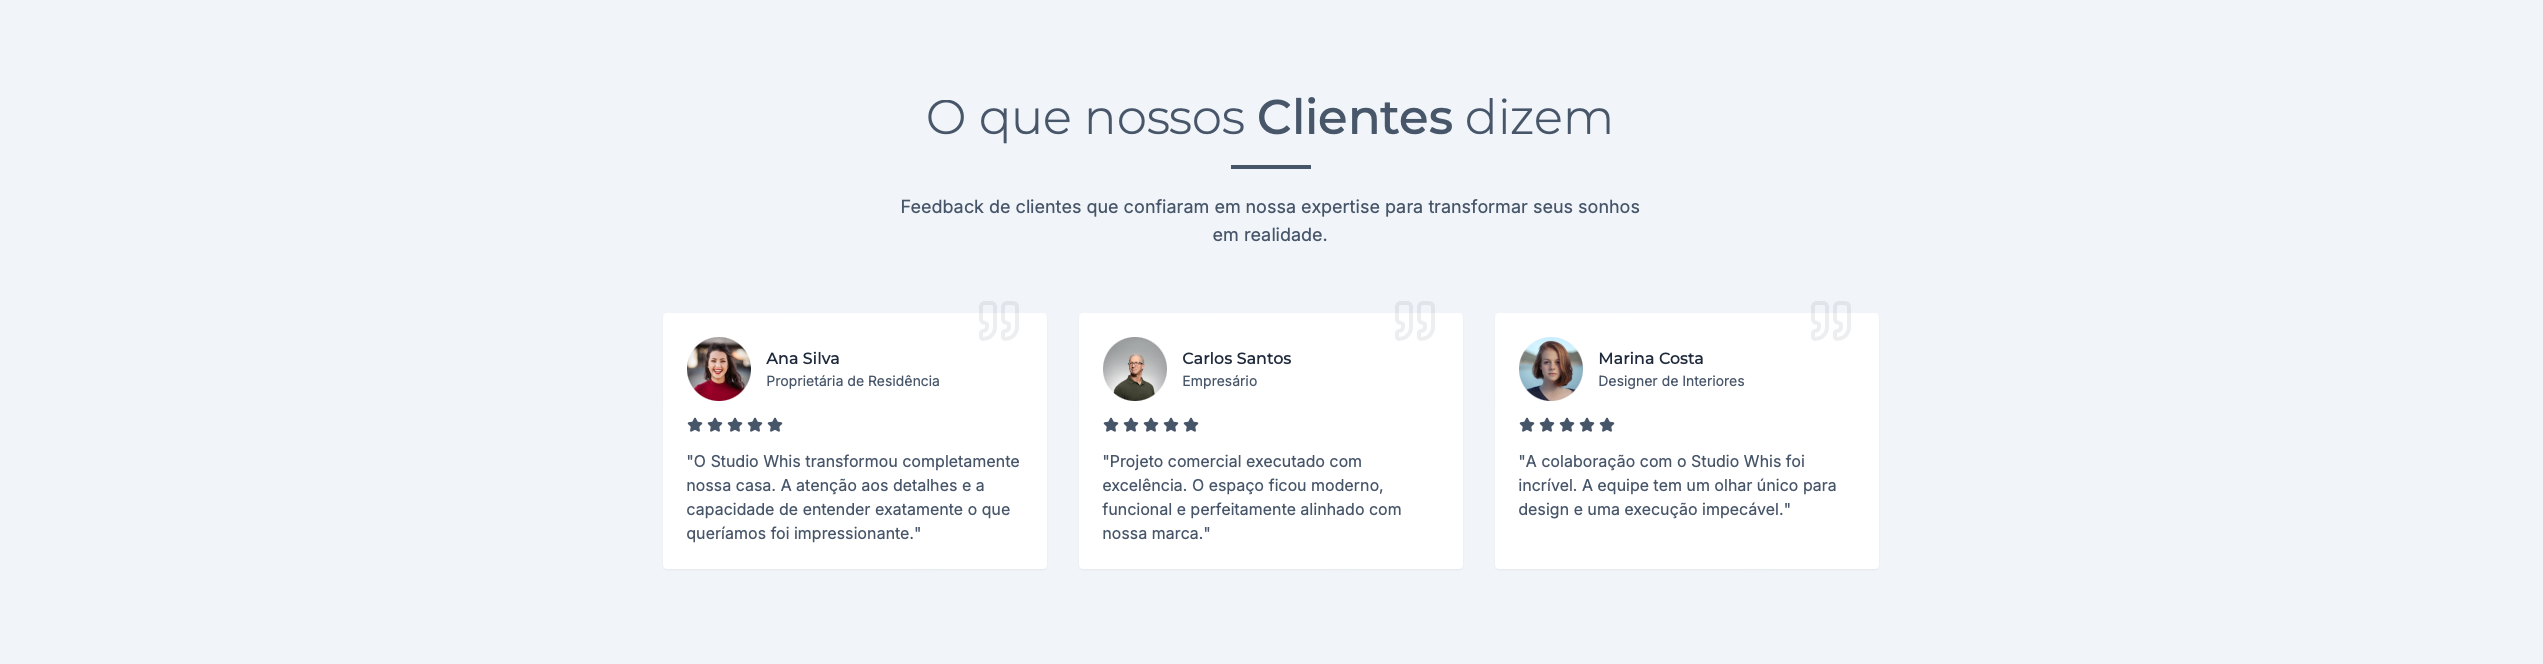 O que nossos Clientes dizem
Feedback de clientes que confiaram em nossa expertise para transformar seus sonhos
em realidade.
Ana Silva
Proprietária de Residência
"O Studio Whis transformou completamente
nossa casa. A atenção aos detalhes e a
capacidade de entender exatamente o que
queríamos foi impressionante."
Carlos Santos
Empresário
"Projeto comercial executado com
excelência. O espaço ficou moderno,
funcional e perfeitamente alinhado com
nossa marca."
Marina Costa
Designer de Interiores
"A colaboração com o Studio Whis foi
incrível. A equipe tem um olhar único para
design e uma execução impecável."